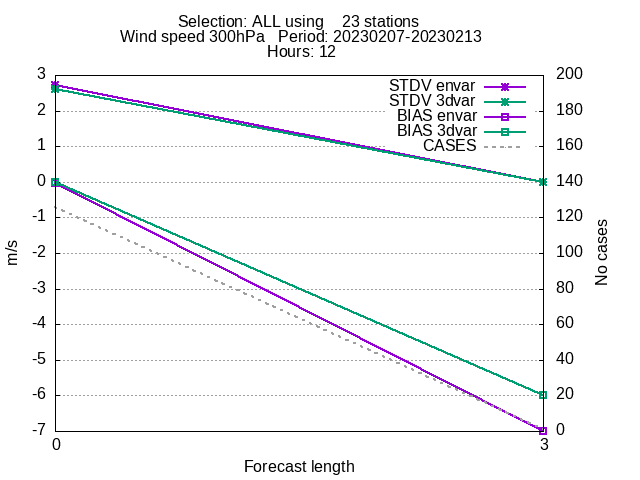 Selection: ALL using    23 stations
Wind speed 300hPa   Period: 20230207-20230213
Hours: 12
3
2
1
0
-1
-2
-3
-4
-5
-6
-7
m/s
STDV envar
STDV 3dvar
BIAS envar
BIAS 3dvar
CASES
200
180
160
140
120
100
80
60
40
20
0
No cases
0
3
Forecast length